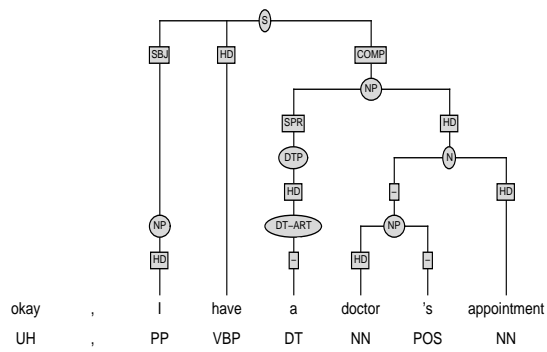 S
SBJ HD COMP
NP
SPR HD
DTP N
HD – HD
NP DT–ART NP
HD – HD –
okay , I have a doctor 's appointment
UH , PP VBP DT NN POS NN